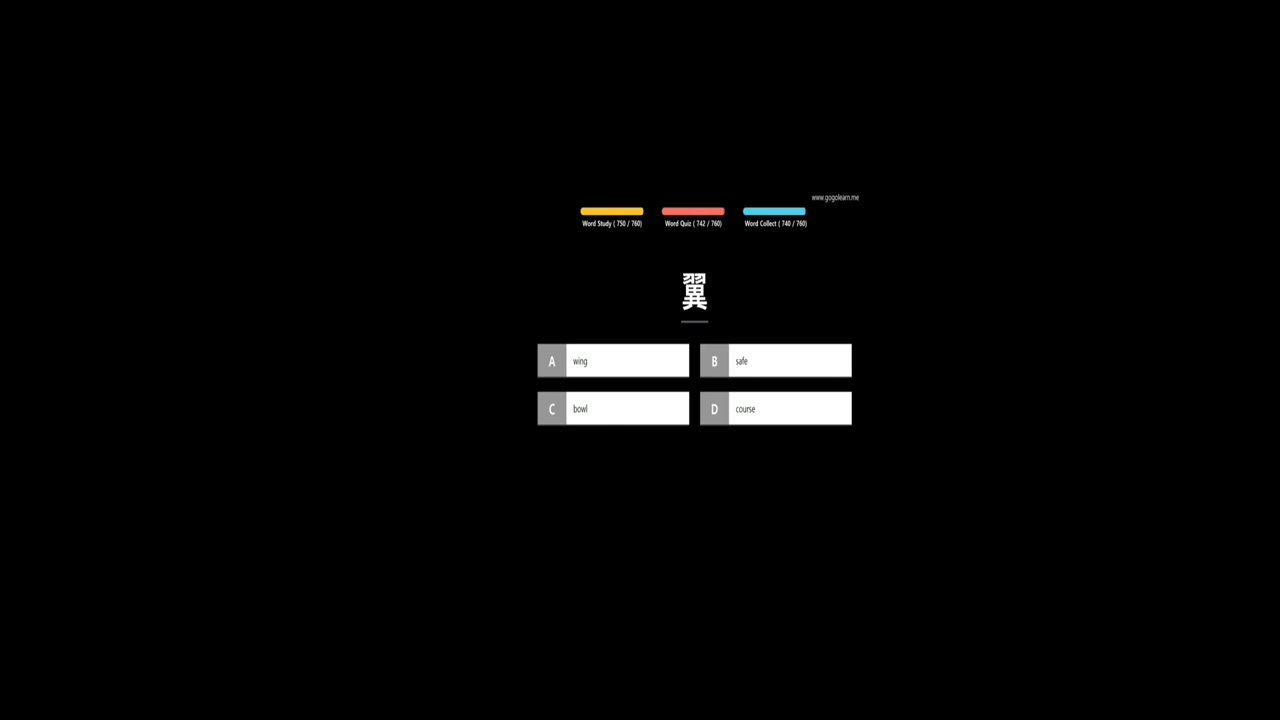 www.gogolearn.me
Word Study ( 750 / 760)
Word Quiz ( 742 / 760)
Word Collect ( 740 / 760)
翼
A wing
B safe
C bowl
D course